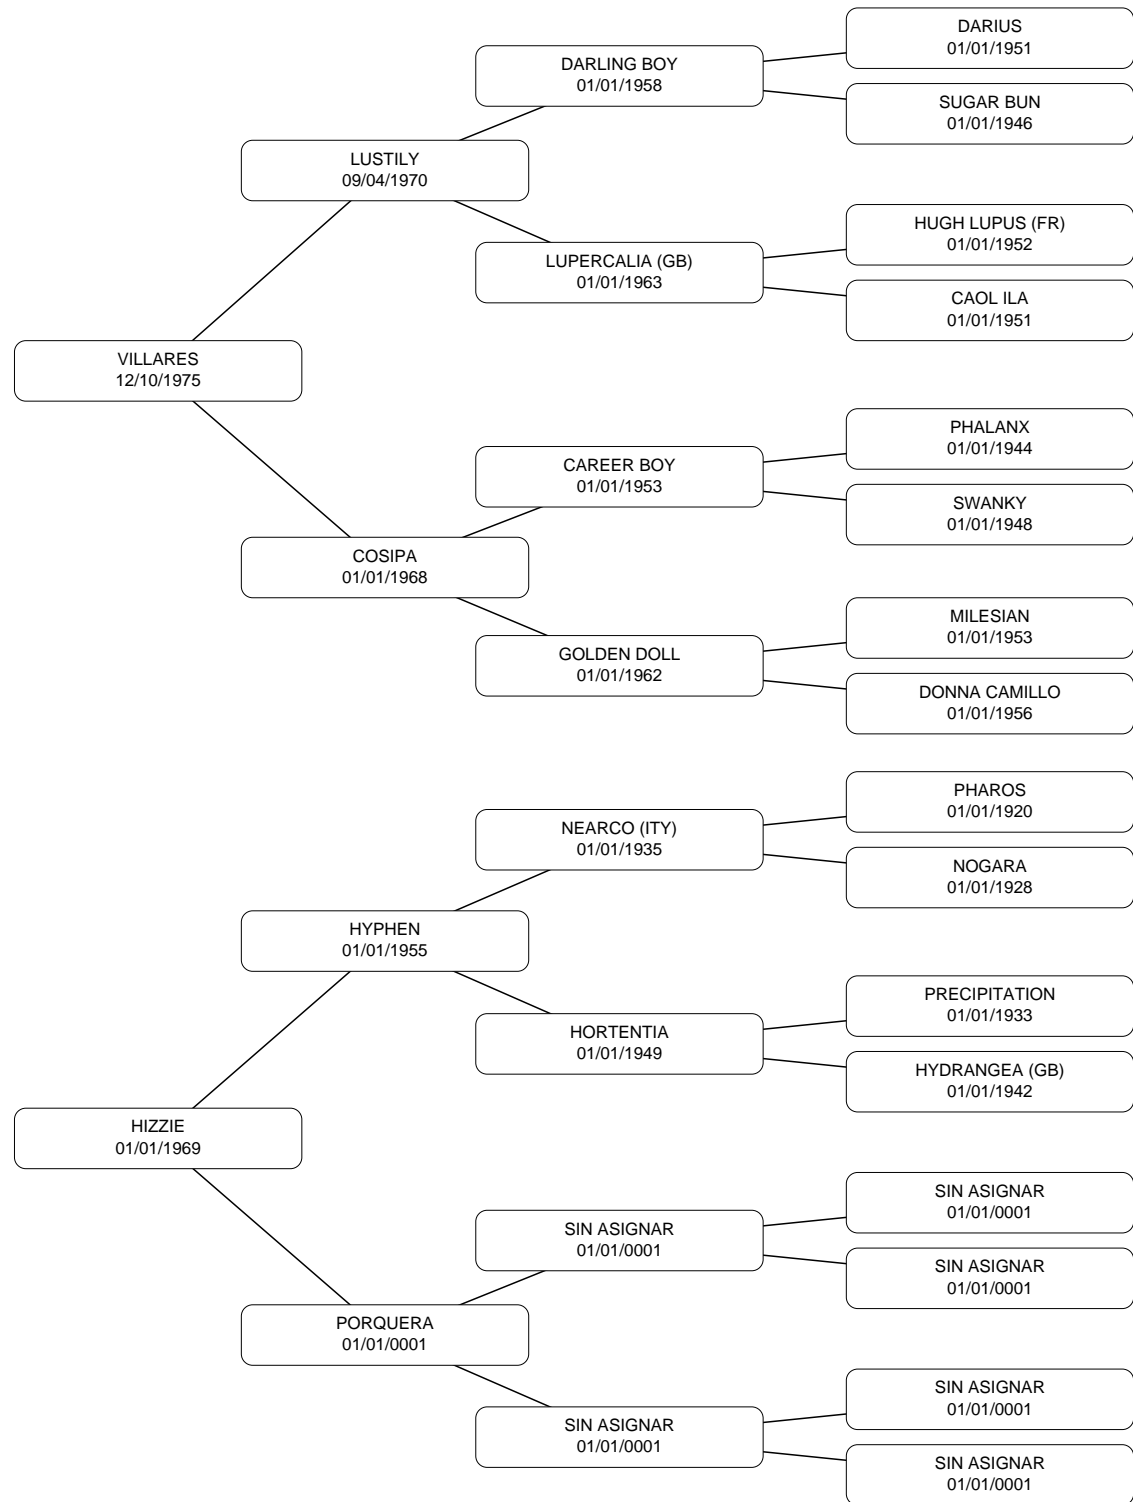 DARIUS
01/01/1951
DARLING BOY
01/01/1958
SUGAR BUN
01/01/1946
LUSTILY
09/04/1970
HUGH LUPUS (FR)
01/01/1952
LUPERCALIA (GB)
01/01/1963
CAOL ILA
01/01/1951
VILLARES
12/10/1975
PHALANX
01/01/1944
CAREER BOY
01/01/1953
SWANKY
01/01/1948
COSIPA
01/01/1968
MILESIAN
01/01/1953
GOLDEN DOLL
01/01/1962
DONNA CAMILLO
01/01/1956
PHAROS
01/01/1920
NEARCO (ITY)
01/01/1935
NOGARA
01/01/1928
HYPHEN
01/01/1955
PRECIPITATION
01/01/1933
HORTENTIA
01/01/1949
HYDRANGEA (GB)
01/01/1942
HIZZIE
01/01/1969
SIN ASIGNAR
01/01/0001
SIN ASIGNAR
01/01/0001
SIN ASIGNAR
01/01/0001
PORQUERA
01/01/0001
SIN ASIGNAR
01/01/0001
SIN ASIGNAR
01/01/0001
SIN ASIGNAR
01/01/0001